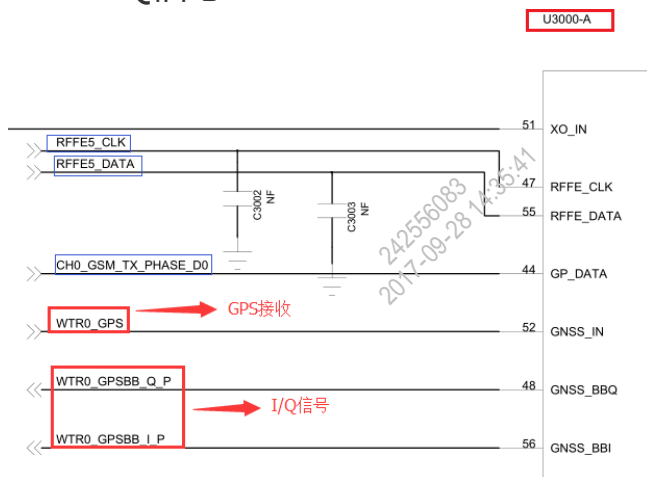 U3000-A
51 XO_IN
RFFE5_CLK
RFFE5_DATA
47 RFFE_CLK
C3002
NF
C3003
NF
55 RFFE_DATA
242556083
2017-09-28 14:35:41
CH0_GSM_TX_PHASE_D0
44 GP_DATA
WTR0_GPS
GPS接收
52 GNSS_IN
WTR0_GPSBB_Q_P
48 GNSS_BBQ
I/Q信号
WTR0_GPSBB_I_P
56 GNSS_BBI